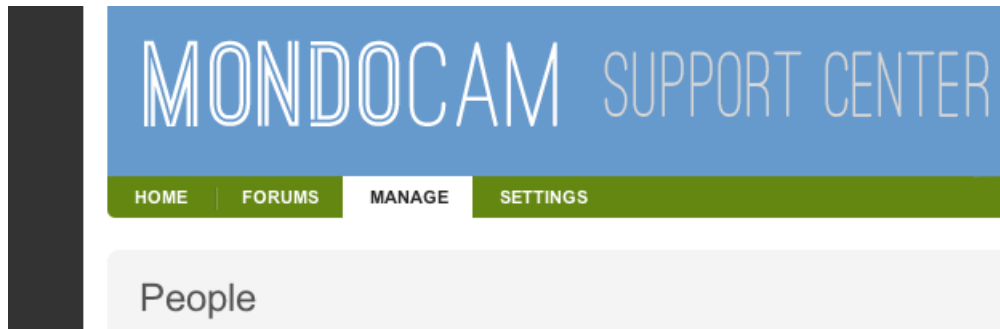 MONDOCAM SUPPORT CENTER
HOME FORUMS MANAGE SETTINGS
People